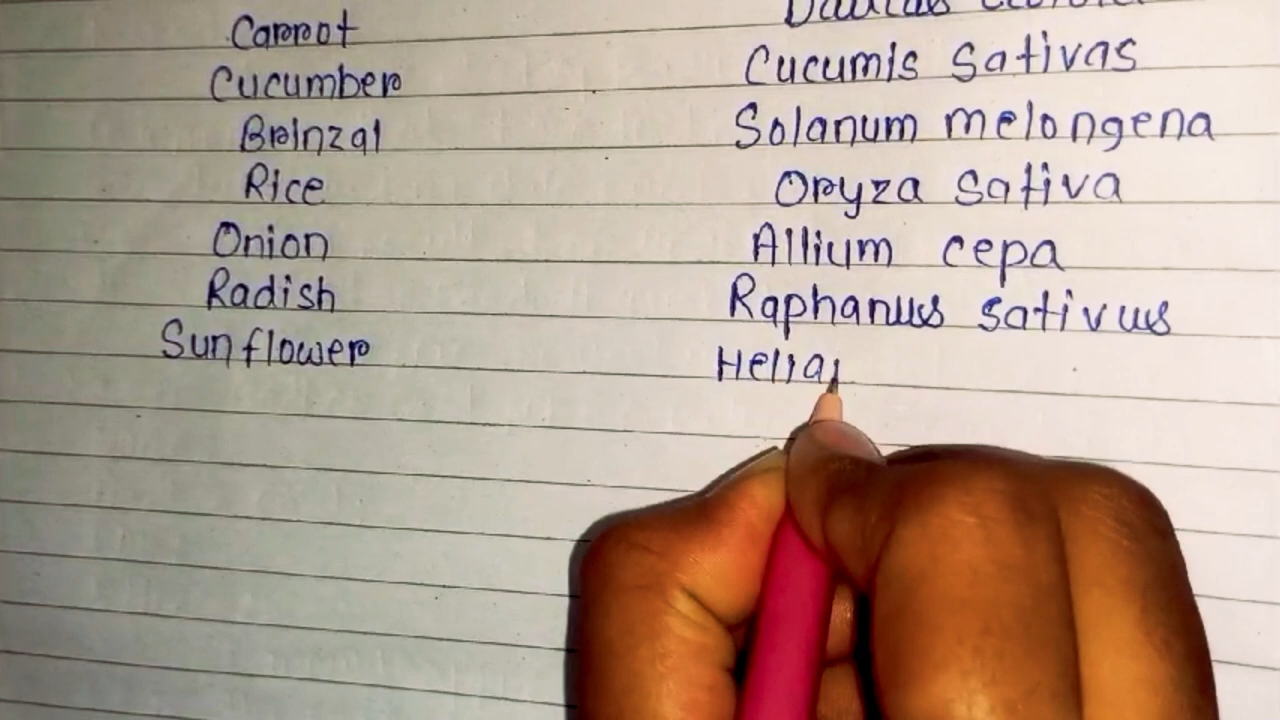 Carrot
Cucumber Cucumis Sativas
Brinzal Solanum melongena
Rice Oryza Sativa
Onion Allium cepa
Radish Raphanus sativus
Sunflower Helia